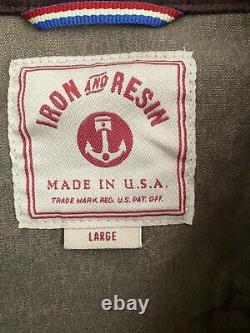 IRON AND RESIN
MADE IN U.S.A.
TRADE MARK REG. U.S. PAT. OFF.
LARGE